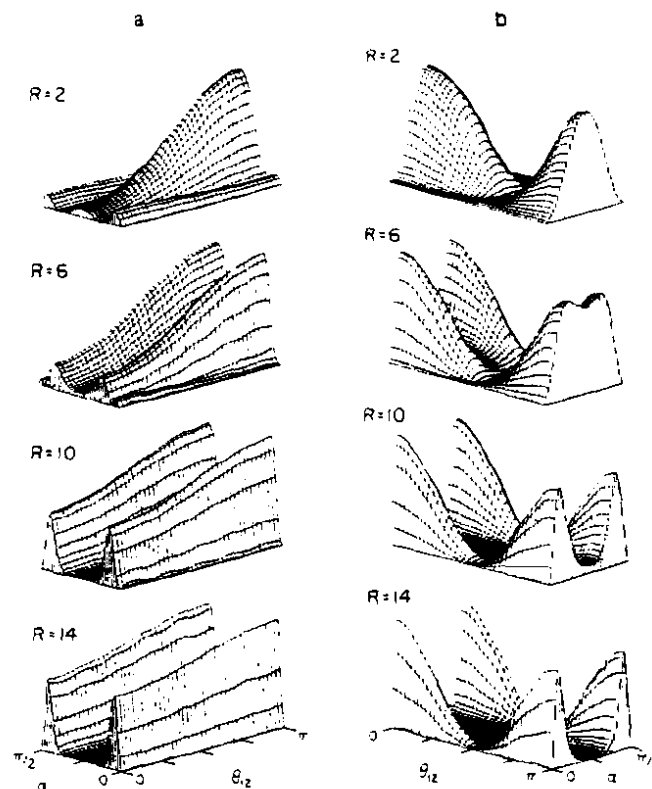 a b
R=2 R=2
R=6 R=6
R=10 R=10
R=14 R=14
π/2 α 0 0 θ12 π
0 θ12 π 0 α π/